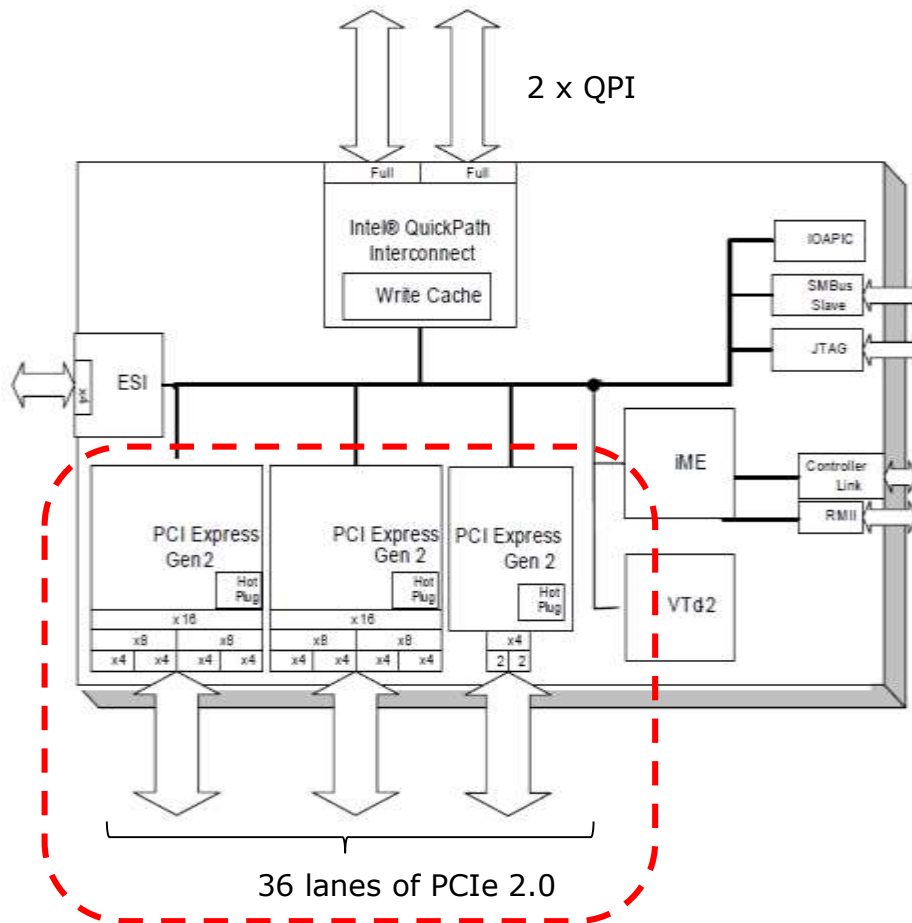 2 x QPI
Full
Full
Intel® QuickPath
Interconnect
Write Cache
IOAPIC
SMBus
Slave
JTAG
ESI
x4
iME
Controller
Link
RMII
VTd2
PCI Express
Gen 2
Hot
Plug
x16
x8
x8
x4
x4
x4
x4
PCI Express
Gen 2
Hot
Plug
x16
x8
x8
x4
x4
x4
x4
PCI Express
Gen 2
Hot
Plug
x4
2
2
36 lanes of PCIe 2.0